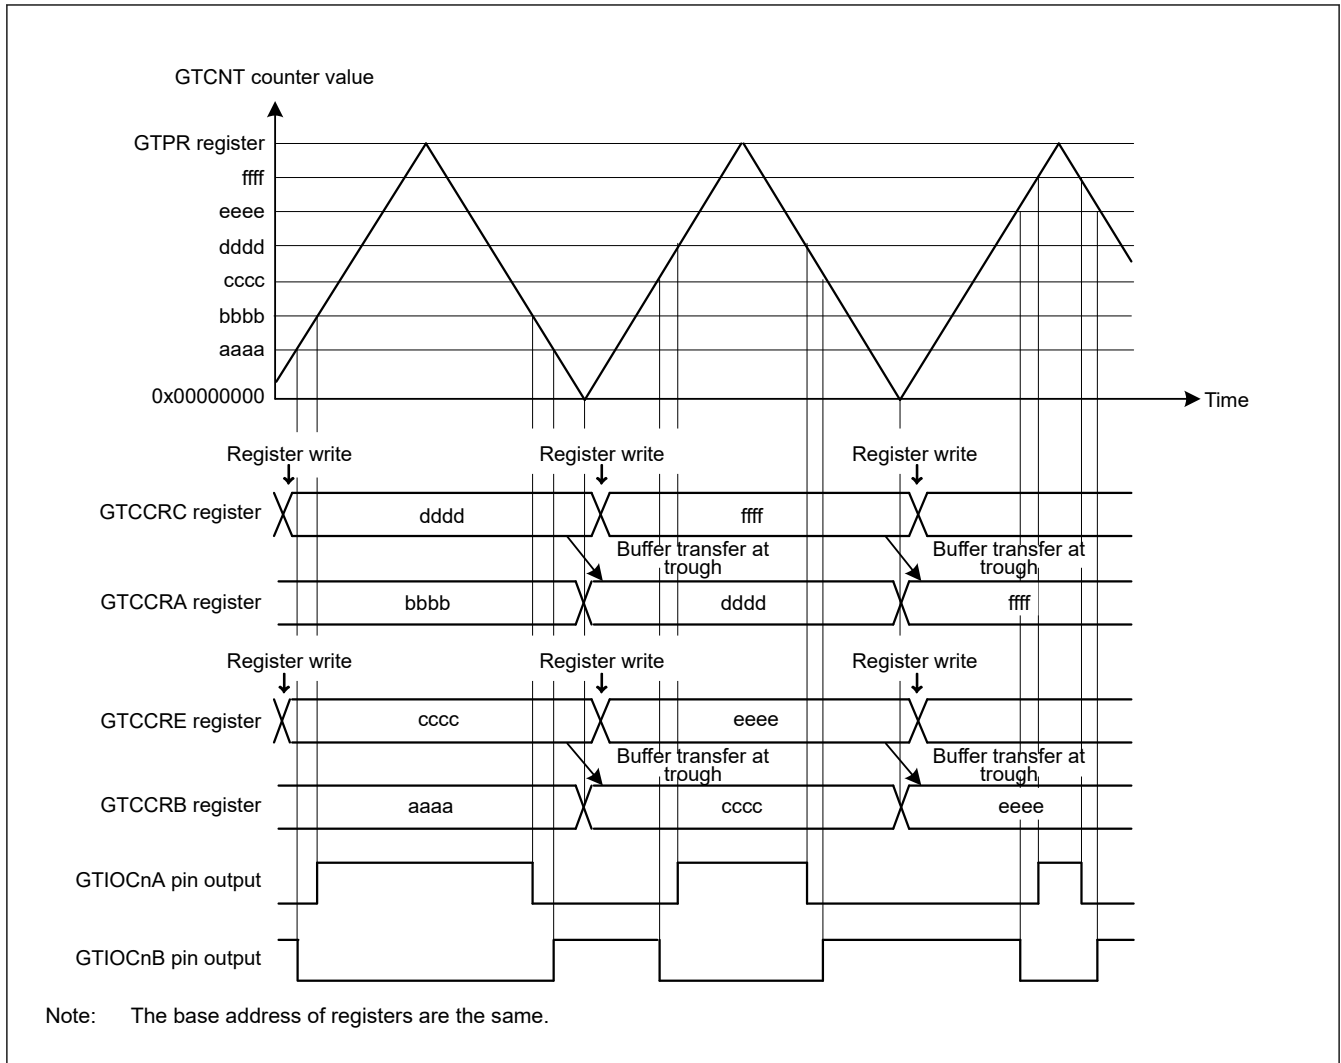 GTCNT counter value
GTPR register
ffff
eeee
dddd
cccc
bbbb
aaaa
0x00000000
Time
Register write Register write Register write
GTCCRC register dddd ffff
Buffer transfer at Buffer transfer at
trough trough
GTCCRA register bbbb dddd ffff
Register write Register write Register write
GTCCRE register cccc eeee
Buffer transfer at Buffer transfer at
trough trough
GTCCRB register aaaa cccc eeee
GTIOCnA pin output
GTIOCnB pin output
Note: The base address of registers are the same.